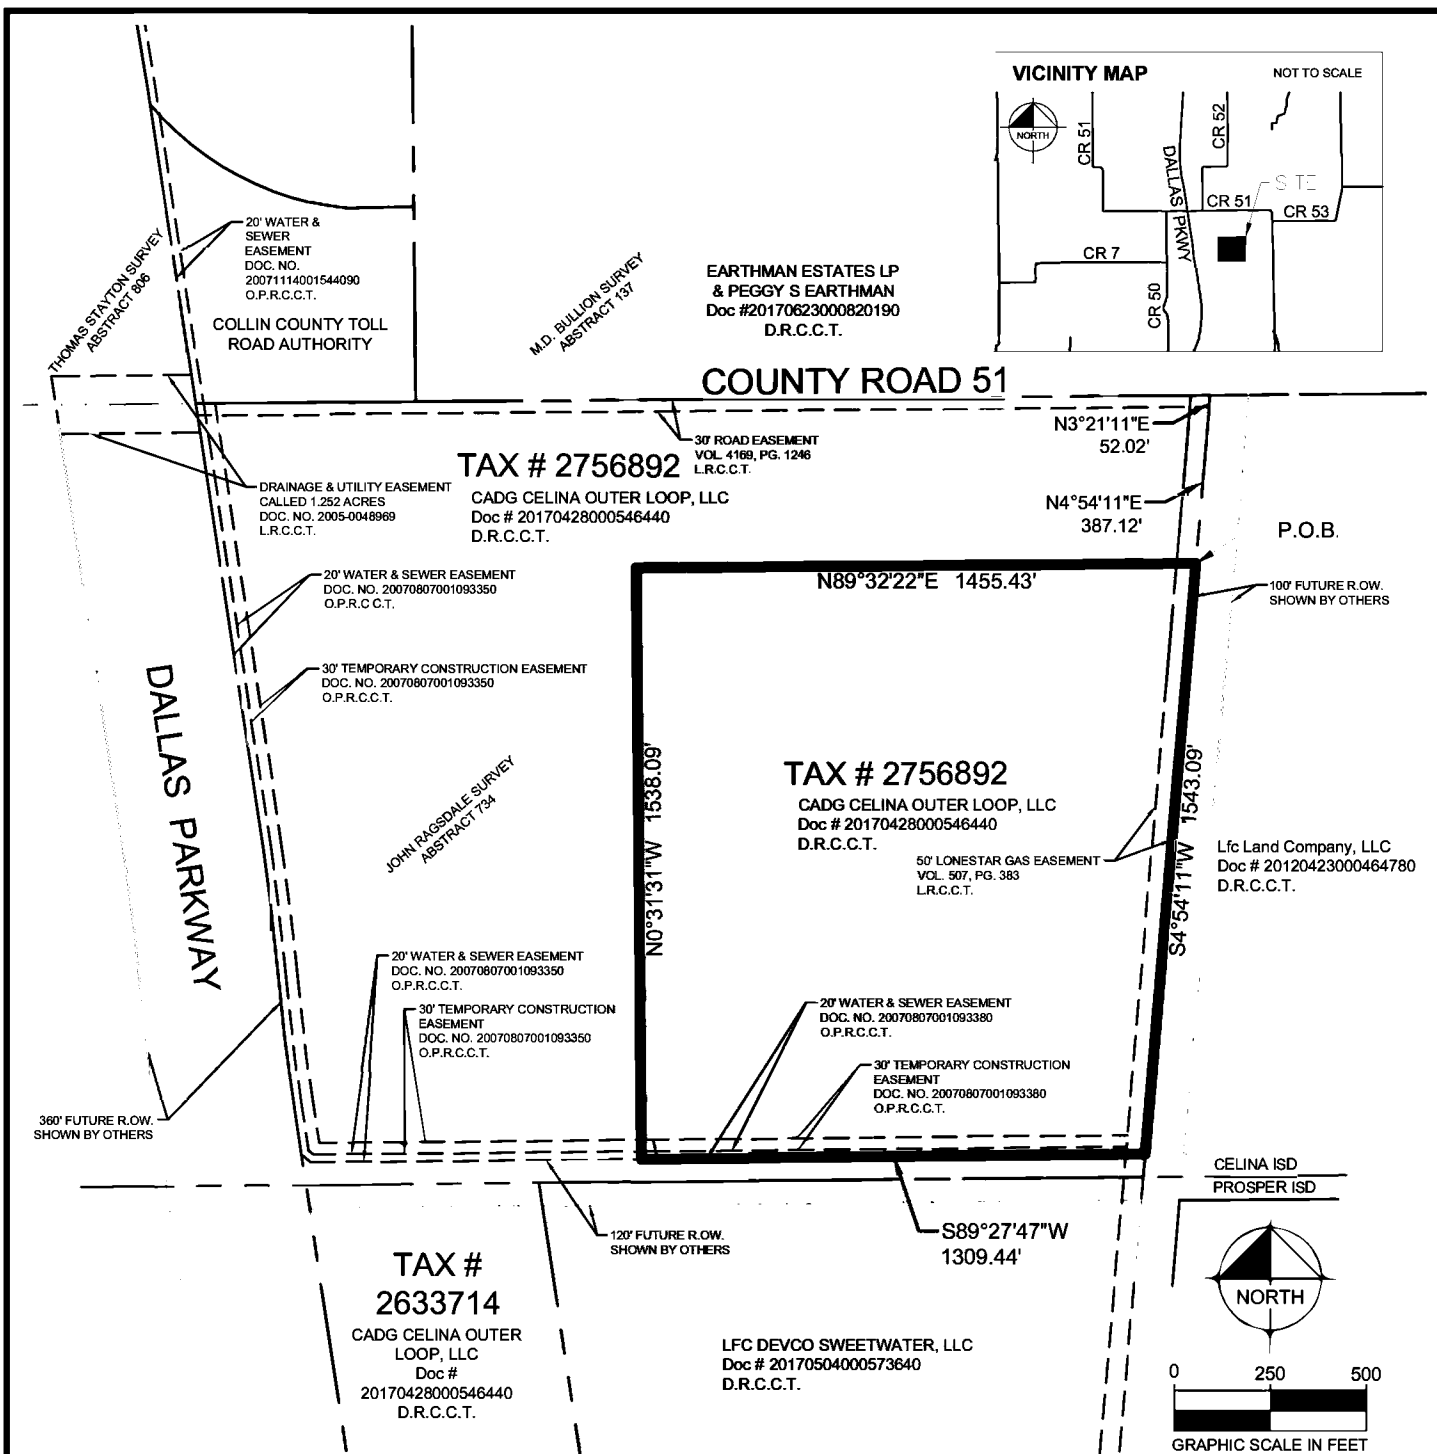 VICINITY MAP
NOT TO SCALE
NORTH
CR 51
CR 52
DALLAS PKWY
SITE
CR 51
CR 53
CR 7
CR 50
20' WATER &
SEWER
EASEMENT
DOC. NO.
20071114001544090
O.P.R.C.C.T.
THOMAS STAYTON SURVEY
ABSTRACT 806
COLLIN COUNTY TOLL
ROAD AUTHORITY
M.D. BULLION SURVEY
ABSTRACT 137
EARTHMAN ESTATES LP
& PEGGY S EARTHMAN
Doc #20170623000820190
D.R.C.C.T.
COUNTY ROAD 51
N3°21'11"E
52.02'
30' ROAD EASEMENT
VOL. 4169, PG. 1246
L.R.C.C.T.
TAX # 2756892
CADG CELINA OUTER LOOP, LLC
Doc # 20170428000546440
D.R.C.C.T.
DRAINAGE & UTILITY EASEMENT
CALLED 1.252 ACRES
DOC. NO. 2005-0048969
L.R.C.C.T.
N4°54'11"E
387.12'
P.O.B.
20' WATER & SEWER EASEMENT
DOC. NO. 20070807001093350
O.P.R.C C.T.
N89°32'22"E 1455.43'
100' FUTURE R.OW.
SHOWN BY OTHERS
30' TEMPORARY CONSTRUCTION EASEMENT
DOC. NO. 20070807001093350
O.P.R.C.C.T.
DALLAS PARKWAY
JOHN RAGSDALE SURVEY
ABSTRACT 734
N0°31'31"W 1538.09'
TAX # 2756892
CADG CELINA OUTER LOOP, LLC
Doc # 20170428000546440
D.R.C.C.T.
50' LONESTAR GAS EASEMENT
VOL. 507, PG. 383
L.R.C.C.T.
S4°54'11"W 1543.09'
Lfc Land Company, LLC
Doc # 20120423000464780
D.R.C.C.T.
20' WATER & SEWER EASEMENT
DOC. NO. 20070807001093350
O.P.R.C.C.T.
30' TEMPORARY CONSTRUCTION
EASEMENT
DOC. NO. 20070807001093350
O.P.R.C.C.T.
20' WATER & SEWER EASEMENT
DOC. NO. 20070807001093380
O.P.R.C.C.T.
30' TEMPORARY CONSTRUCTION
EASEMENT
DOC. NO. 20070807001093380
O.P.R.C.C.T.
360' FUTURE R.OW.
SHOWN BY OTHERS
CELINA ISD
PROSPER ISD
120' FUTURE R.OW.
SHOWN BY OTHERS
S89°27'47"W
1309.44'
TAX #
2633714
CADG CELINA OUTER
LOOP, LLC
Doc #
20170428000546440
D.R.C.C.T.
LFC DEVCO SWEETWATER, LLC
Doc # 20170504000573640
D.R.C.C.T.
NORTH
0 250 500
GRAPHIC SCALE IN FEET